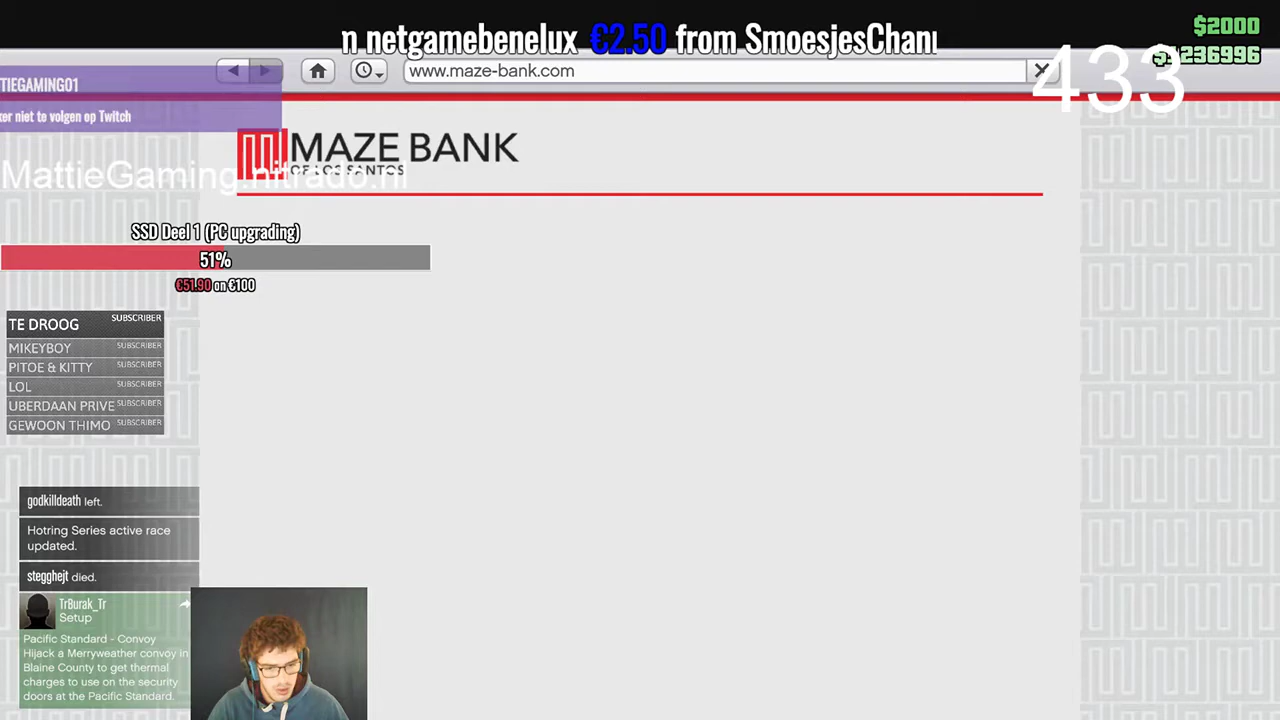 $2000
n netgamebenelux €2.50 from SmoesjesChan
433
www.maze-bank.com
TIEGAMING01
ker niet te volgen op Twitch
MAZE BANK
OF LOS SANTOS
MattieGaming.nitrado.nl
SSD Deel 1 (PC upgrading)
51%
€51.90 on €100
TE DROOG SUBSCRIBER
MIKEYBOY SUBSCRIBER
PITOE & KITTY SUBSCRIBER
LOL SUBSCRIBER
UBERDAAN PRIVE SUBSCRIBER
GEWOON THIMO SUBSCRIBER
godkilldeath left.
Hotring Series active race
updated.
stegghejt died.
TrBurak_Tr
Setup
Pacific Standard - Convoy
Hijack a Merryweather convoy in
Blaine County to get thermal
charges to use on the security
doors at the Pacific Standard.